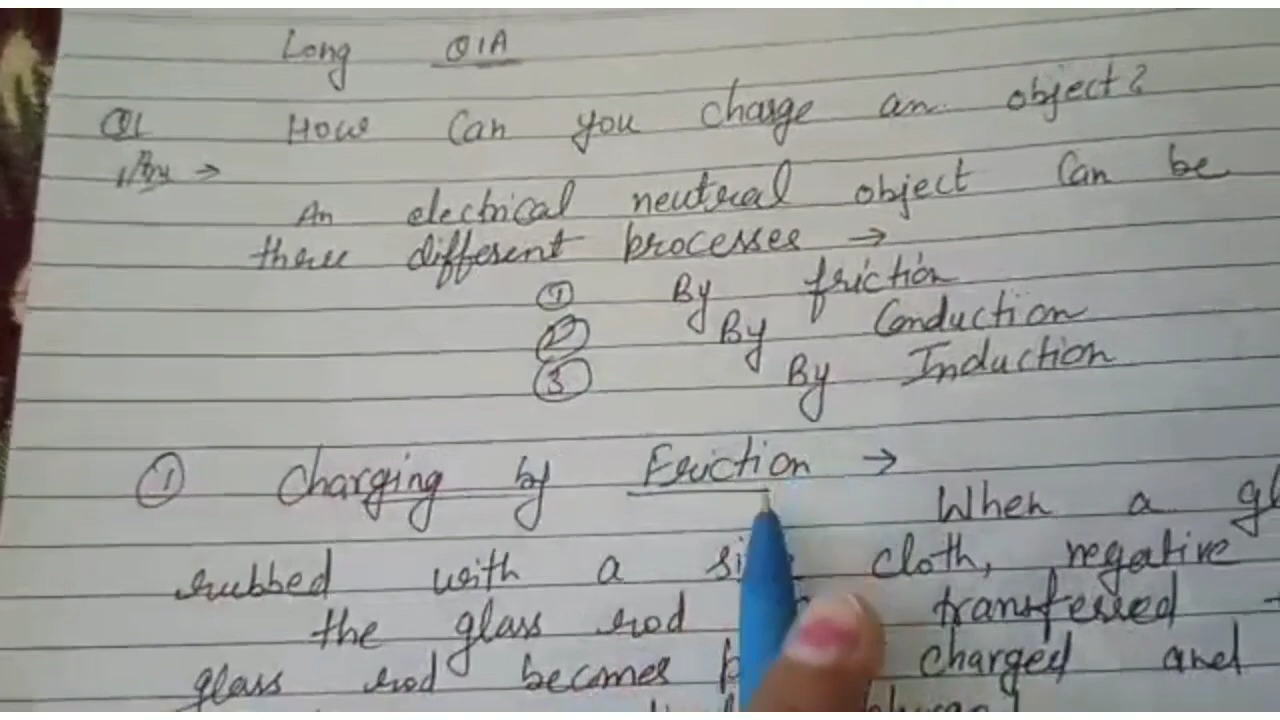 Long Q1A
Q1 How Can you charge an object?
Ans → An electrical neutral object Can be
three different processes →
① By friction
② By Conduction
③ By Induction
① Charging by Friction →
When a
rubbed with a cloth, negative
the glass rod transferred
glass rod becomes charged and